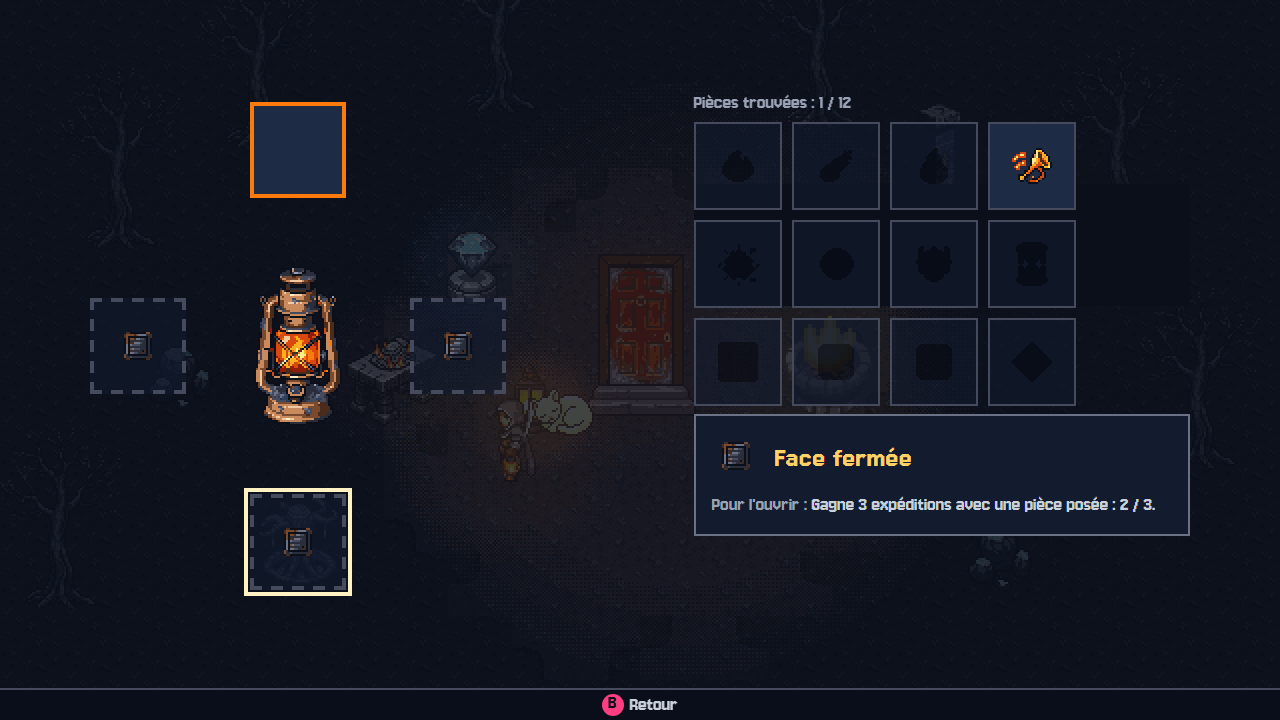 Pièces trouvées : 1 / 12
Face fermée
Pour l'ouvrir : Gagne 3 expéditions avec une pièce posée : 2 / 3.
B Retour